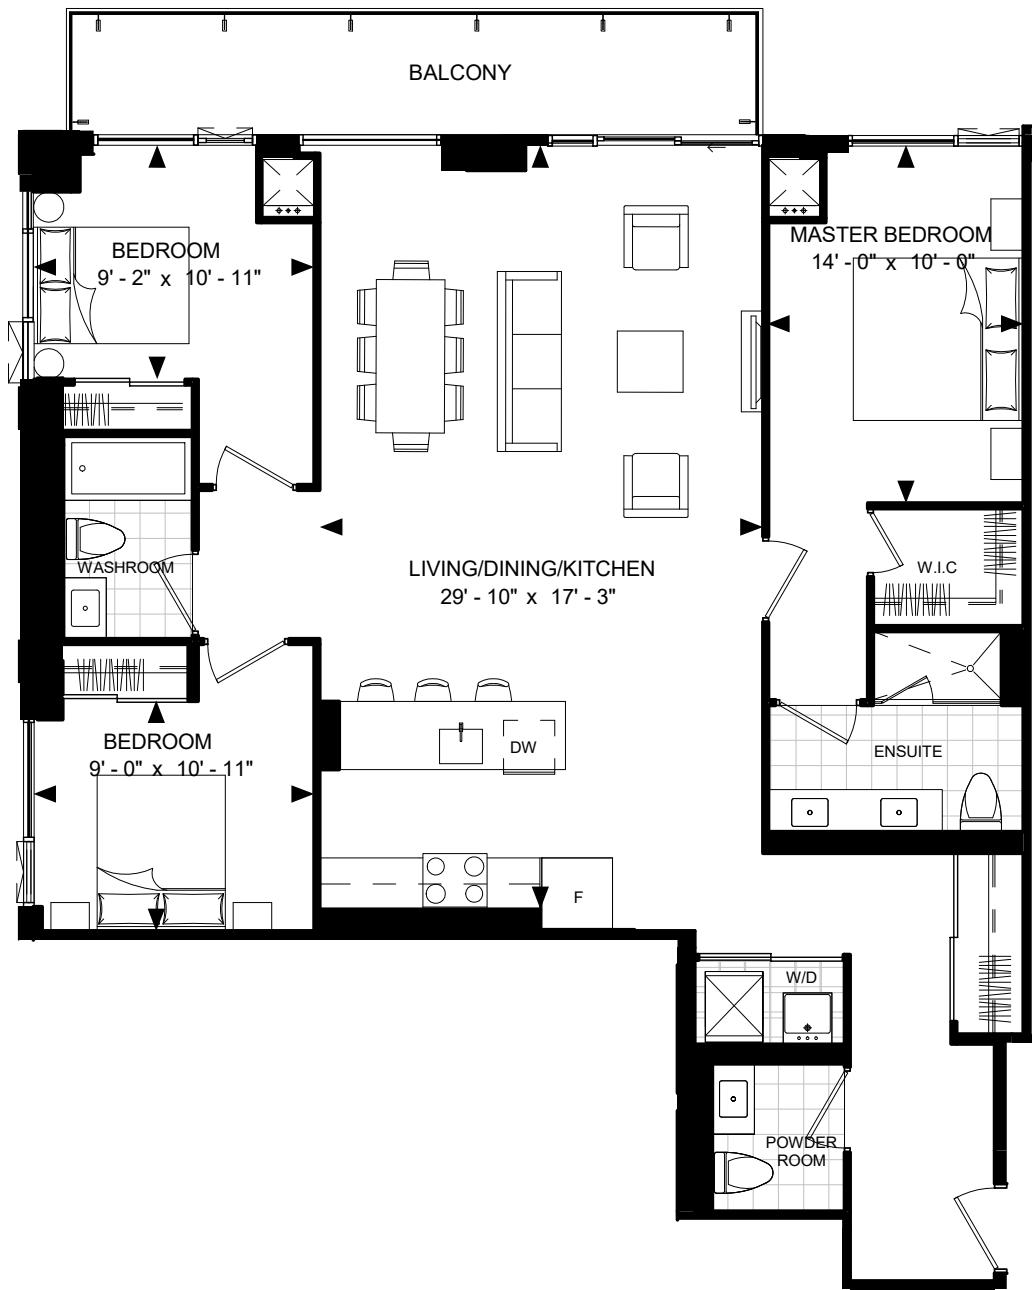 BALCONY
BEDROOM
9' - 2" x 10' - 11"
MASTER BEDROOM
14' - 0" x 10' - 0"
WASHROOM
LIVING/DINING/KITCHEN
29' - 10" x 17' - 3"
W.I.C
BEDROOM
9' - 0" x 10' - 11"
DW
ENSUITE
F
W/D
POWDER
ROOM